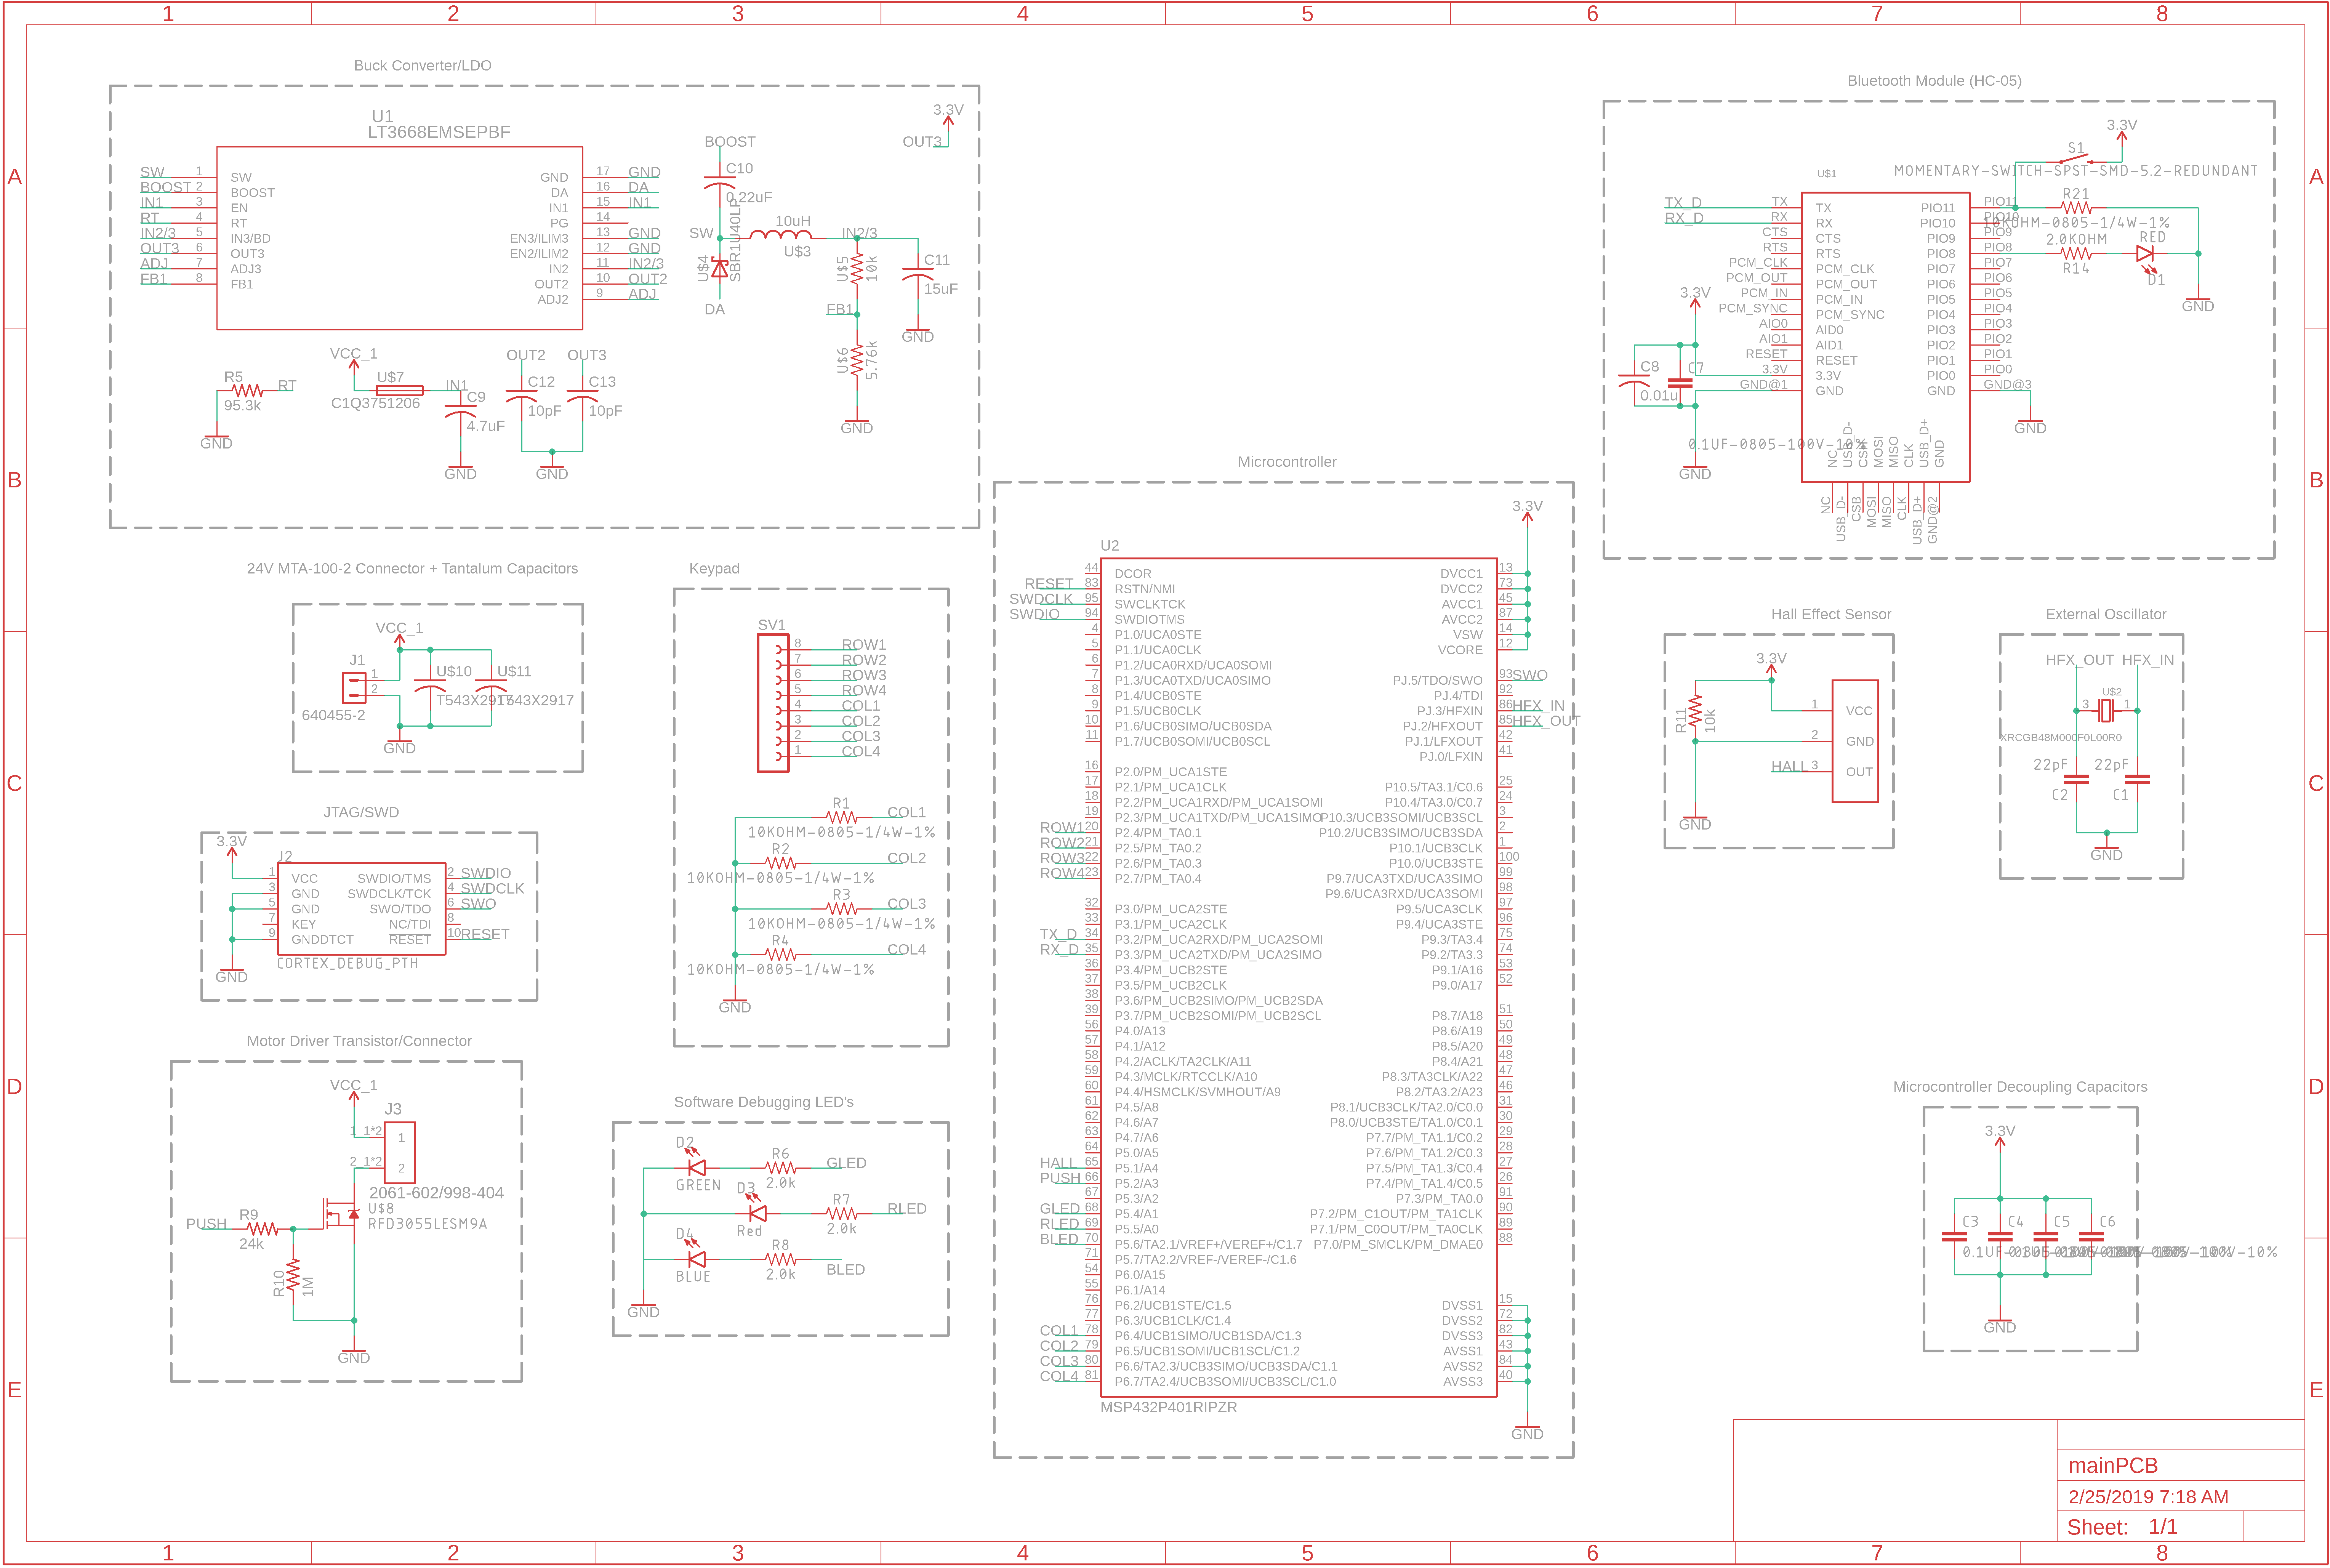 1 2 3 4 5 6 7 8
A
B
C
D
E
Buck Converter/LDO
U1
LT3668EMSEPBF
SW 1 SW GND 17 GND
BOOST 2 BOOST DA 16 DA
IN1 3 EN IN1 15 IN1
RT 4 RT PG 14
IN2/3 5 IN3/BD EN3/ILIM3 13 GND
OUT3 6 OUT3 EN2/ILIM2 12 GND
ADJ 7 ADJ3 IN2 11 IN2/3
FB1 8 FB1 OUT2 10 OUT2
ADJ2 9 ADJ
3.3V
OUT3
BOOST
C10
0.22uF
SW
10uH
U$3
IN2/3
U$4
SBR1U40LP
DA
U$5
10k
C11
15uF
GND
FB1
U$6
5.76k
GND
R5
RT
95.3k
GND
VCC_1
U$7
C1Q3751206
IN1
C9
4.7uF
GND
OUT2 OUT3
C12 C13
10pF 10pF
GND
24V MTA-100-2 Connector + Tantalum Capacitors
VCC_1
J1
1
2
640455-2
U$10 U$11
T543X2917 T543X2917
GND
JTAG/SWD
3.3V
J2
1 VCC SWDIO/TMS 2 SWDIO
3 GND SWDCLK/TCK 4 SWDCLK
5 GND SWO/TDO 6 SWO
7 KEY NC/TDI 8
9 GNDDTCT RESET 10 RESET
CORTEX_DEBUG_PTH
GND
Motor Driver Transistor/Connector
VCC_1
J3
1_1*2 1
2_1*2 2
2061-602/998-404
U$8
RFD3055LESM9A
PUSH
R9
24k
R10
1M
GND
Keypad
SV1
8 ROW1
7 ROW2
6 ROW3
5 ROW4
4 COL1
3 COL2
2 COL3
1 COL4
R1 COL1
10KOHM-0805-1/4W-1%
R2 COL2
10KOHM-0805-1/4W-1%
R3 COL3
10KOHM-0805-1/4W-1%
R4 COL4
10KOHM-0805-1/4W-1%
GND
Software Debugging LED's
D2 R6 GLED
GREEN 2.0k
D3 R7 RLED
Red 2.0k
D4 R8
BLUE 2.0k BLED
GND
Microcontroller
3.3V
U2
44 DCOR DVCC1 13
RESET 83 RSTN/NMI DVCC2 73
SWDCLK 95 SWCLKTCK AVCC1 45
SWDIO 94 SWDIOTMS AVCC2 87
4 P1.0/UCA0STE VSW 14
5 P1.1/UCA0CLK VCORE 12
6 P1.2/UCA0RXD/UCA0SOMI
7 P1.3/UCA0TXD/UCA0SIMO PJ.5/TDO/SWO 93 SWO
8 P1.4/UCB0STE PJ.4/TDI 92
9 P1.5/UCB0CLK PJ.3/HFXIN 86 HFX_IN
10 P1.6/UCB0SIMO/UCB0SDA PJ.2/HFXOUT 85 HFX_OUT
11 P1.7/UCB0SOMI/UCB0SCL PJ.1/LFXOUT 42
PJ.0/LFXIN 41
16 P2.0/PM_UCA1STE
17 P2.1/PM_UCA1CLK P10.5/TA3.1/C0.6 25
18 P2.2/PM_UCA1RXD/PM_UCA1SOMI P10.4/TA3.0/C0.7 24
19 P2.3/PM_UCA1TXD/PM_UCA1SIMO P10.3/UCB3SOMI/UCB3SCL 3
ROW1 20 P2.4/PM_TA0.1 P10.2/UCB3SIMO/UCB3SDA 2
ROW2 21 P2.5/PM_TA0.2 P10.1/UCB3CLK 1
ROW3 22 P2.6/PM_TA0.3 P10.0/UCB3STE 100
ROW4 23 P2.7/PM_TA0.4 P9.7/UCA3TXD/UCA3SIMO 99
P9.6/UCA3RXD/UCA3SOMI 98
32 P3.0/PM_UCA2STE P9.5/UCA3CLK 97
33 P3.1/PM_UCA2CLK P9.4/UCA3STE 96
TX_D 34 P3.2/PM_UCA2RXD/PM_UCA2SOMI P9.3/TA3.4 75
RX_D 35 P3.3/PM_UCA2TXD/PM_UCA2SIMO P9.2/TA3.3 74
36 P3.4/PM_UCB2STE P9.1/A16 53
37 P3.5/PM_UCB2CLK P9.0/A17 52
38 P3.6/PM_UCB2SIMO/PM_UCB2SDA
39 P3.7/PM_UCB2SOMI/PM_UCB2SCL P8.7/A18 51
56 P4.0/A13 P8.6/A19 50
57 P4.1/A12 P8.5/A20 49
58 P4.2/ACLK/TA2CLK/A11 P8.4/A21 48
59 P4.3/MCLK/RTCCLK/A10 P8.3/TA3CLK/A22 47
60 P4.4/HSMCLK/SVMHOUT/A9 P8.2/TA3.2/A23 46
61 P4.5/A8 P8.1/UCB3CLK/TA2.0/C0.0 31
62 P4.6/A7 P8.0/UCB3STE/TA1.0/C0.1 30
63 P4.7/A6 P7.7/PM_TA1.1/C0.2 29
64 P5.0/A5 P7.6/PM_TA1.2/C0.3 28
HALL 65 P5.1/A4 P7.5/PM_TA1.3/C0.4 27
PUSH 66 P5.2/A3 P7.4/PM_TA1.4/C0.5 26
67 P5.3/A2 P7.3/PM_TA0.0 91
GLED 68 P5.4/A1 P7.2/PM_C1OUT/PM_TA1CLK 90
RLED 69 P5.5/A0 P7.1/PM_C0OUT/PM_TA0CLK 89
BLED 70 P5.6/TA2.1/VREF+/VEREF+/C1.7 P7.0/PM_SMCLK/PM_DMAE0 88
71 P5.7/TA2.2/VREF-/VEREF-/C1.6
54 P6.0/A15
55 P6.1/A14
76 P6.2/UCB1STE/C1.5 DVSS1 15
77 P6.3/UCB1CLK/C1.4 DVSS2 72
COL1 78 P6.4/UCB1SIMO/UCB1SDA/C1.3 DVSS3 82
COL2 79 P6.5/UCB1SOMI/UCB1SCL/C1.2 AVSS1 43
COL3 80 P6.6/TA2.3/UCB3SIMO/UCB3SDA/C1.1 AVSS2 84
COL4 81 P6.7/TA2.4/UCB3SOMI/UCB3SCL/C1.0 AVSS3 40
MSP432P401RIPZR
GND
Bluetooth Module (HC-05)
3.3V
S1
MOMENTARY-SWITCH-SPST-SMD-5.2-REDUNDANT
U$1
R21
10KOHM-0805-1/4W-1%
2.0KOHM
R14
RED
D1
GND
TX_D TX TX PIO11 PIO11
RX_D RX RX PIO10 PIO10
CTS CTS PIO9 PIO9
RTS RTS PIO8 PIO8
PCM_CLK PCM_CLK PIO7 PIO7
PCM_OUT PCM_OUT PIO6 PIO6
PCM_IN PCM_IN PIO5 PIO5
PCM_SYNC PCM_SYNC PIO4 PIO4
AIO0 AID0 PIO3 PIO3
AIO1 AID1 PIO2 PIO2
RESET RESET PIO1 PIO1
3.3V 3.3V PIO0 PIO0
GND@1 GND GND GND@3
3.3V
C8 C7
0.01u
0.1UF-0805-100V-10%
GND
GND
NC USB_D- CSB MOSI MISO CLK USB_D+ GND
NC USB_D- CSB MOSI MISO CLK USB_D+ GND@2
Hall Effect Sensor
3.3V
R11
10k
1 VCC
2 GND
HALL 3 OUT
GND
External Oscillator
HFX_OUT HFX_IN
U$2
3 1
XRCGB48M000F0L00R0
22pF 22pF
C2 C1
GND
Microcontroller Decoupling Capacitors
3.3V
C3 C4 C5 C6
0.1UF-0805-100V-10%
GND
mainPCB
2/25/2019 7:18 AM
Sheet: 1/1
1 2 3 4 5 6 7 8